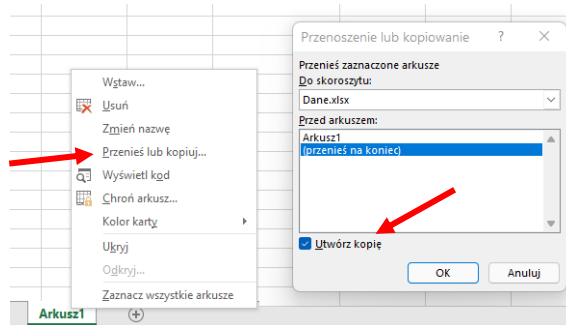 Wstaw...
Usuń
Zmień nazwę
Przenieś lub kopiuj...
Wyświetl kod
Chroń arkusz...
Kolor karty
Ukryj
Odkryj...
Zaznacz wszystkie arkusze
Arkusz1
Przenoszenie lub kopiowanie ?
Przenieś zaznaczone arkusze
Do skoroszytu:
Dane.xlsx
Przed arkuszem:
Arkusz1
(przenieś na koniec)
Utwórz kopię
OK Anuluj